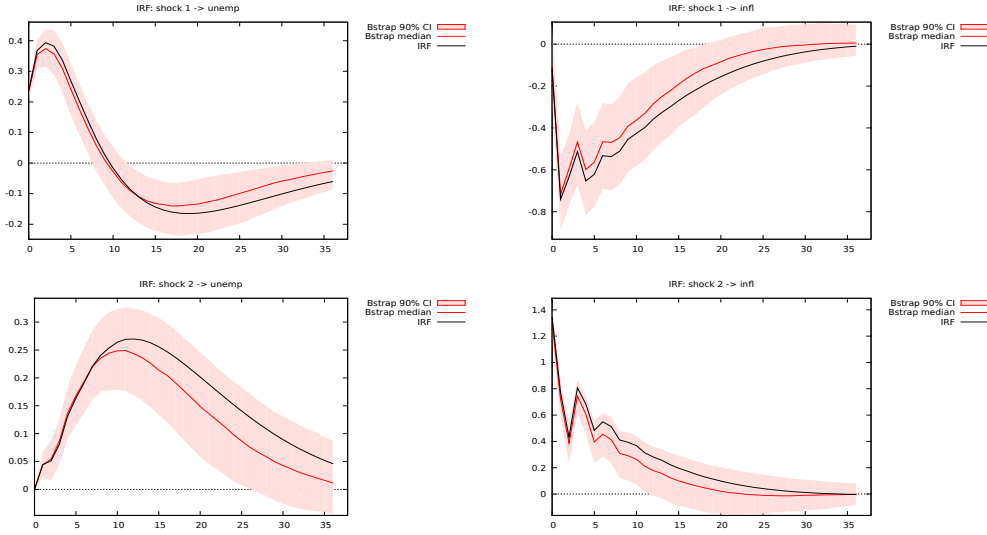 IRF: shock 1 -> unemp
Bstrap 90% CI
Bstrap median
IRF
0.4
0.3
0.2
0.1
0
-0.1
-0.2
0 5 10 15 20 25 30 35
IRF: shock 1 -> infl
Bstrap 90% CI
Bstrap median
IRF
0
-0.2
-0.4
-0.6
-0.8
0 5 10 15 20 25 30 35
IRF: shock 2 -> unemp
Bstrap 90% CI
Bstrap median
IRF
0.3
0.25
0.2
0.15
0.1
0.05
0
0 5 10 15 20 25 30 35
IRF: shock 2 -> infl
Bstrap 90% CI
Bstrap median
IRF
1.4
1.2
1
0.8
0.6
0.4
0.2
0
0 5 10 15 20 25 30 35